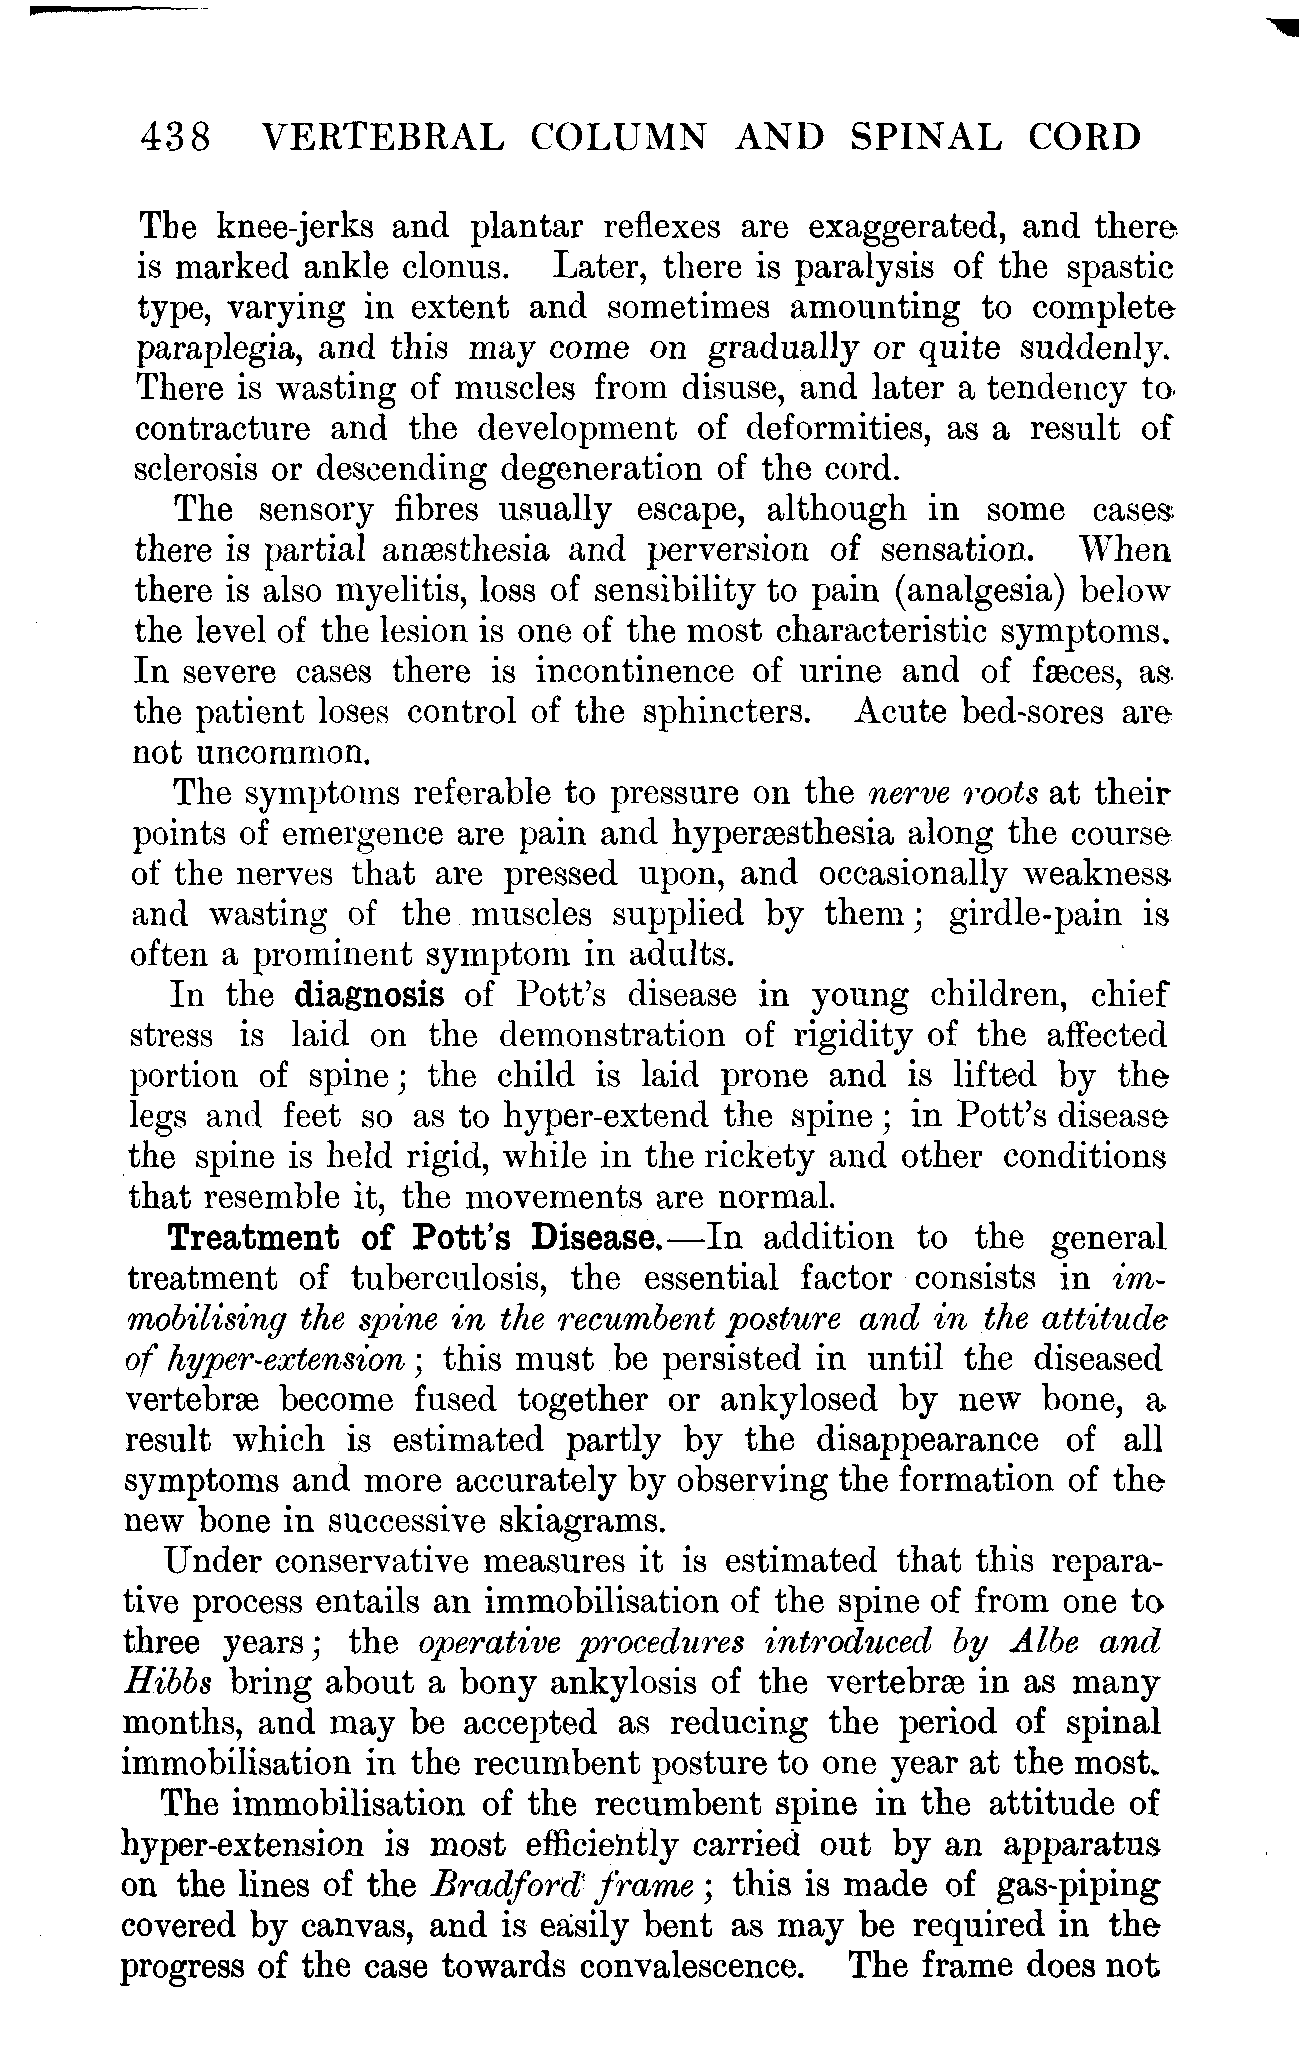 438 VERTEBRAL COLUMN AND SPINAL CORD
The knee-jerks and plantar reflexes are exaggerated, and there
is marked ankle clonus. Later, there is paralysis of the spastic
type, varying in extent and sometimes amounting to complete
paraplegia, and this may come on gradually or quite suddenly.
There is wasting of muscles from disuse, and later a tendency to
contracture and the development of deformities, as a result of
sclerosis or descending degeneration of the cord.
The sensory fibres usually escape, although in some cases
there is partial anæsthesia and perversion of sensation. When
there is also myelitis, loss of sensibility to pain (analgesia) below
the level of the lesion is one of the most characteristic symptoms.
In severe cases there is incontinence of urine and of fæces, as
the patient loses control of the sphincters. Acute bed-sores are
not uncommon.
The symptoms referable to pressure on the nerve roots at their
points of emergence are pain and hyperæsthesia along the course
of the nerves that are pressed upon, and occasionally weakness
and wasting of the muscles supplied by them; girdle-pain is
often a prominent symptom in adults.
In the diagnosis of Pott's disease in young children, chief
stress is laid on the demonstration of rigidity of the affected
portion of spine; the child is laid prone and is lifted by the
legs and feet so as to hyper-extend the spine; in Pott's disease
the spine is held rigid, while in the rickety and other conditions
that resemble it, the movements are normal.
Treatment of Pott's Disease.—In addition to the general
treatment of tuberculosis, the essential factor consists in im-
mobilising the spine in the recumbent posture and in the attitude
of hyper-extension; this must be persisted in until the diseased
vertebræ become fused together or ankylosed by new bone, a
result which is estimated partly by the disappearance of all
symptoms and more accurately by observing the formation of the
new bone in successive skiagrams.
Under conservative measures it is estimated that this repara-
tive process entails an immobilisation of the spine of from one to
three years; the operative procedures introduced by Albe and
Hibbs bring about a bony ankylosis of the vertebræ in as many
months, and may be accepted as reducing the period of spinal
immobilisation in the recumbent posture to one year at the most.
The immobilisation of the recumbent spine in the attitude of
hyper-extension is most efficiently carried out by an apparatus
on the lines of the Bradford frame; this is made of gas-piping
covered by canvas, and is easily bent as may be required in the
progress of the case towards convalescence. The frame does not